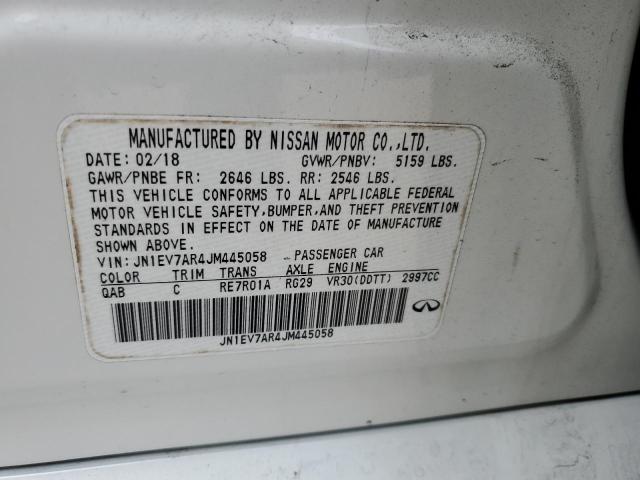 MANUFACTURED BY NISSAN MOTOR CO.,LTD.
DATE: 02/18 GVWR/PNBV: 5159 LBS.
GAWR/PNBE FR: 2646 LBS. RR: 2546 LBS.
THIS VEHICLE CONFORMS TO ALL APPLICABLE FEDERAL
MOTOR VEHICLE SAFETY,BUMPER,AND THEFT PREVENTION
STANDARDS IN EFFECT ON THE DATE OF MANUFACTURE
SHOWN ABOVE.
VIN: JN1EV7AR4JM445058 PASSENGER CAR
COLOR TRIM TRANS AXLE ENGINE
QAB C RE7R01A RG29 VR30(DDTT) 2997CC
JN1EV7AR4JM445058